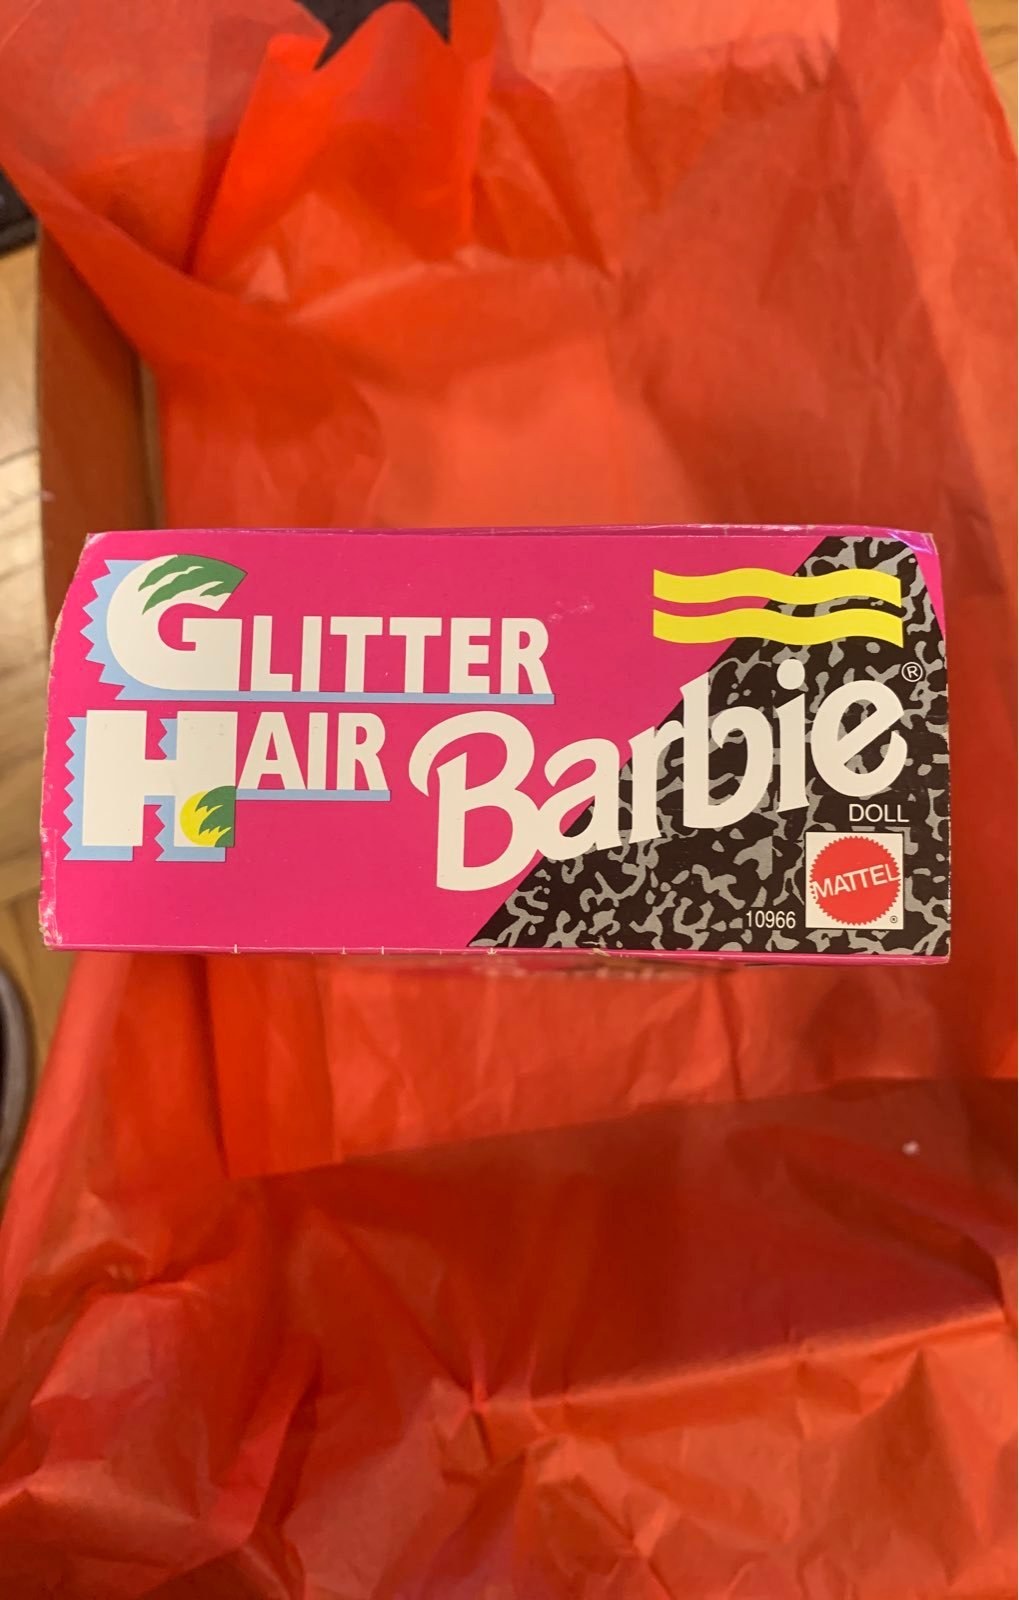 GLITTER
HAIR Barbie®
DOLL
MATTEL®
10966